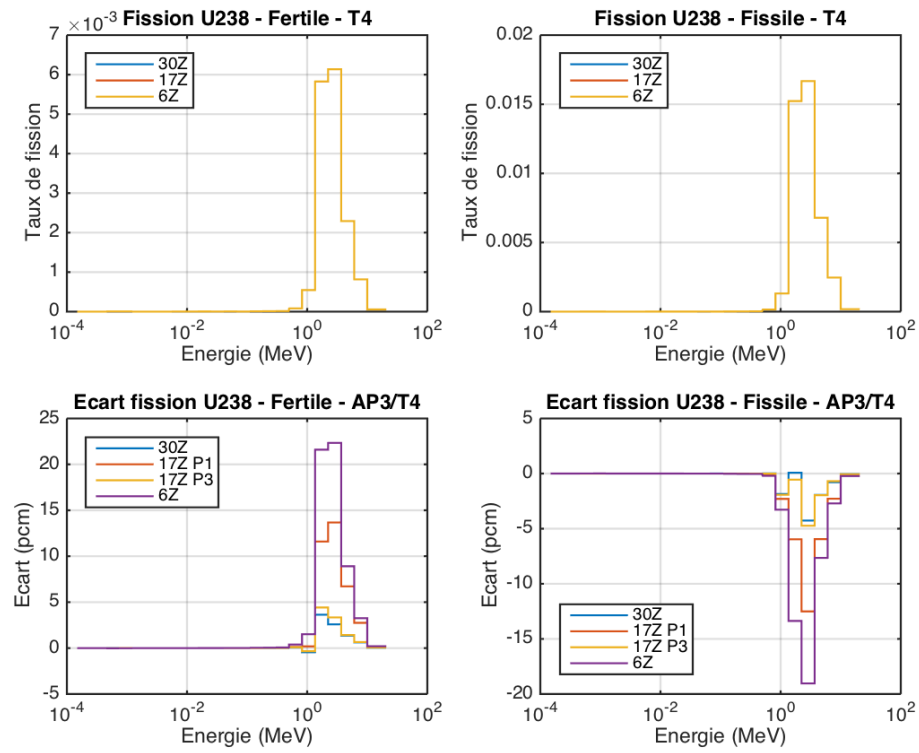 Fission U238 - Fertile - T4
×10⁻³
7
6
5
4
3
2
1
0
Taux de fission
30Z
17Z
6Z
10⁻⁴
10⁻²
10⁰
10²
Energie (MeV)
Fission U238 - Fissile - T4
0.02
0.015
0.01
0.005
0
Taux de fission
30Z
17Z
6Z
10⁻⁴
10⁻²
10⁰
10²
Energie (MeV)
Ecart fission U238 - Fertile - AP3/T4
25
20
15
10
5
0
-5
Ecart (pcm)
30Z
17Z P1
17Z P3
6Z
10⁻⁴
10⁻²
10⁰
10²
Energie (MeV)
Ecart fission U238 - Fissile - AP3/T4
5
0
-5
-10
-15
-20
Ecart (pcm)
30Z
17Z P1
17Z P3
6Z
10⁻⁴
10⁻²
10⁰
10²
Energie (MeV)